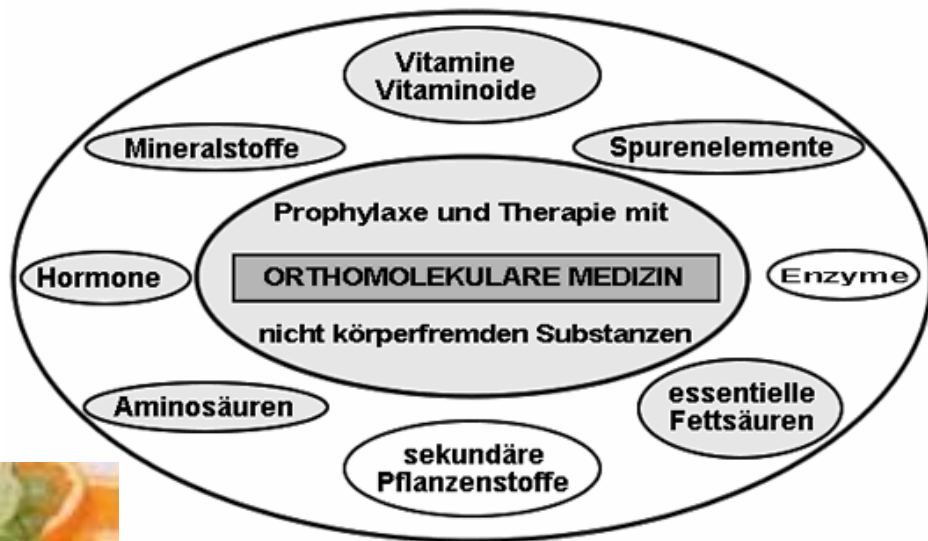 Vitamine
Vitaminoide
Mineralstoffe
Spurenelemente
Prophylaxe und Therapie mit
Hormone
ORTHOMOLEKULARE MEDIZIN
Enzyme
nicht körperfremden Substanzen
Aminosäuren
essentielle
Fettsäuren
sekundäre
Pflanzenstoffe